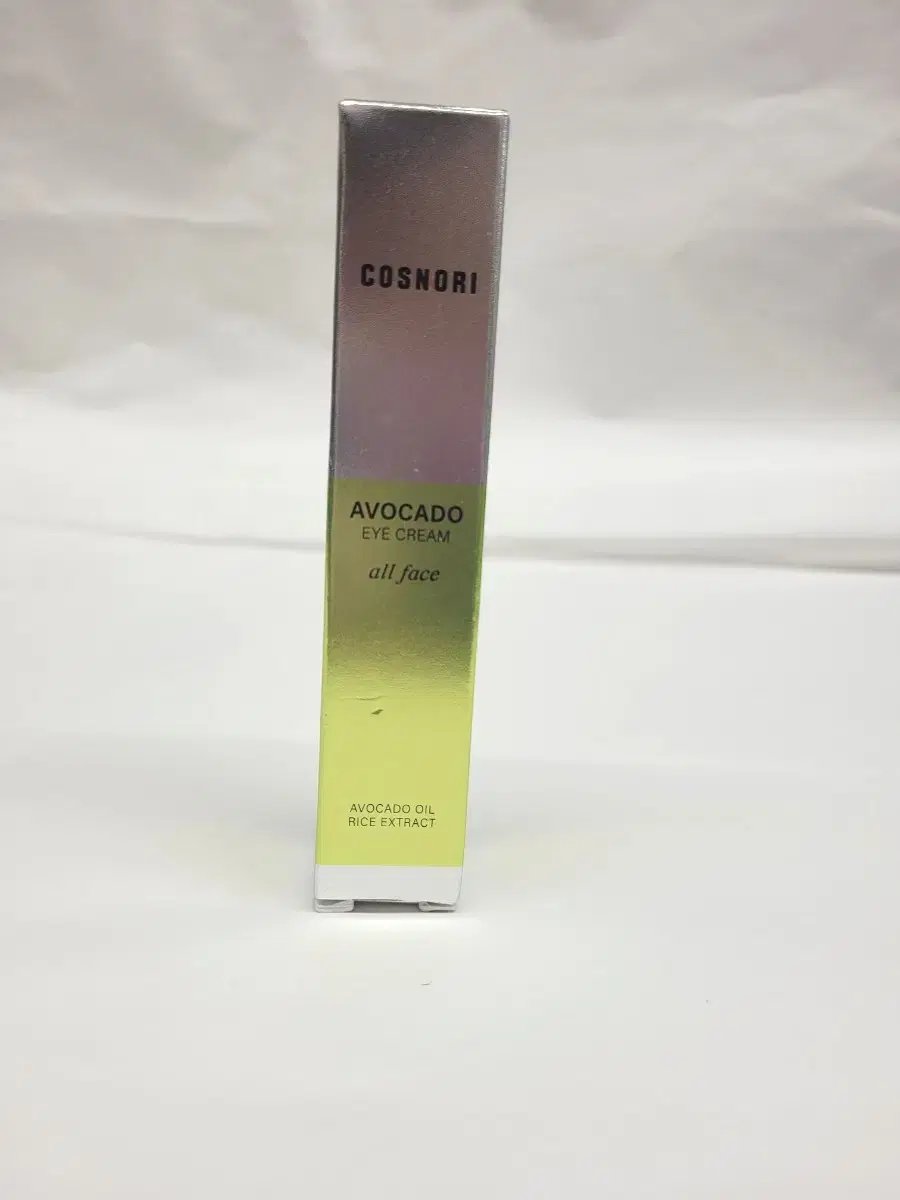 COSNORI
AVOCADO
EYE CREAM
all face
AVOCADO OIL
RICE EXTRACT